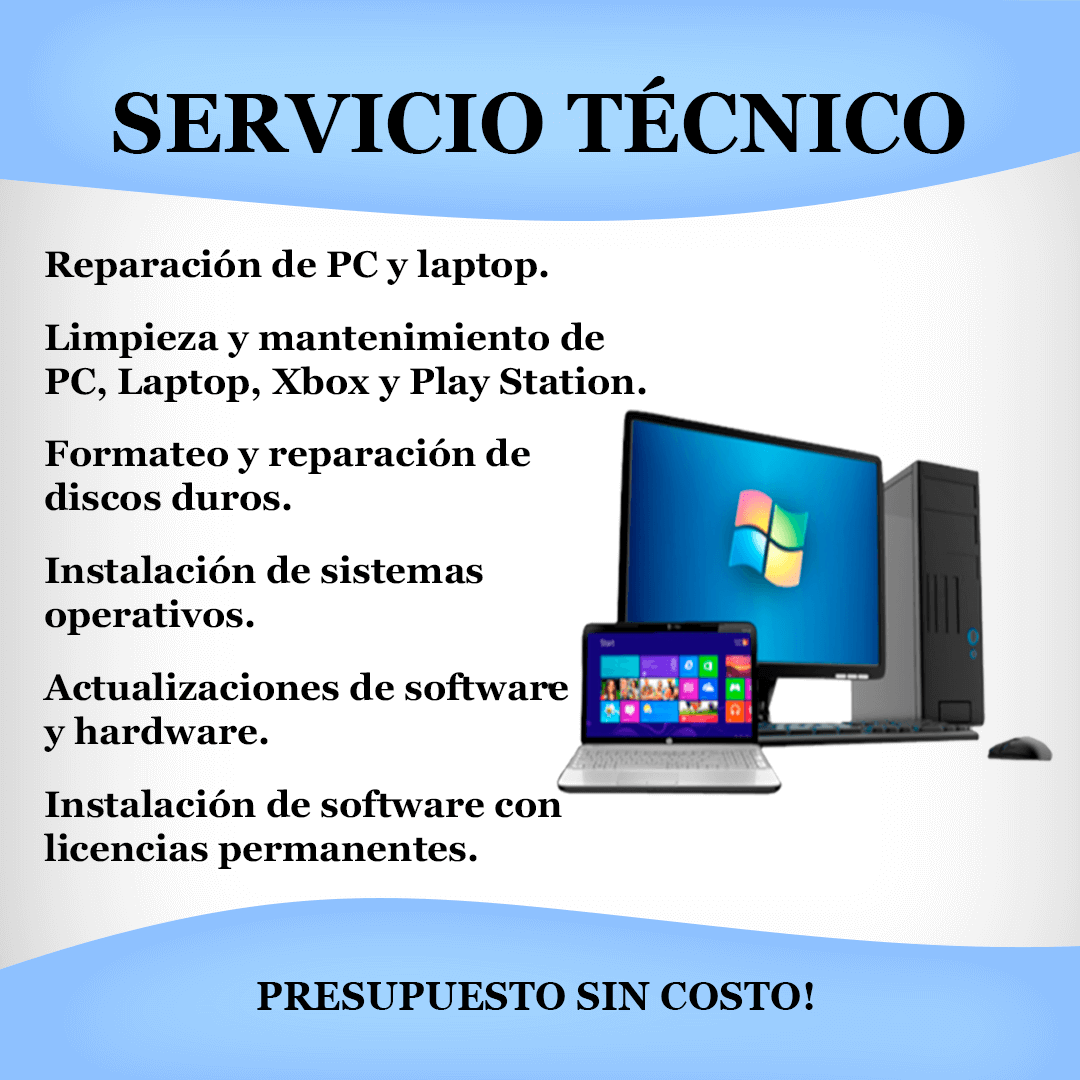 SERVICIO TÉCNICO
Reparación de PC y laptop.
Limpieza y mantenimiento de
PC, Laptop, Xbox y Play Station.
Formateo y reparación de
discos duros.
Instalación de sistemas
operativos.
Actualizaciones de software
y hardware.
Instalación de software con
licencias permanentes.
Start
PRESUPUESTO SIN COSTO!